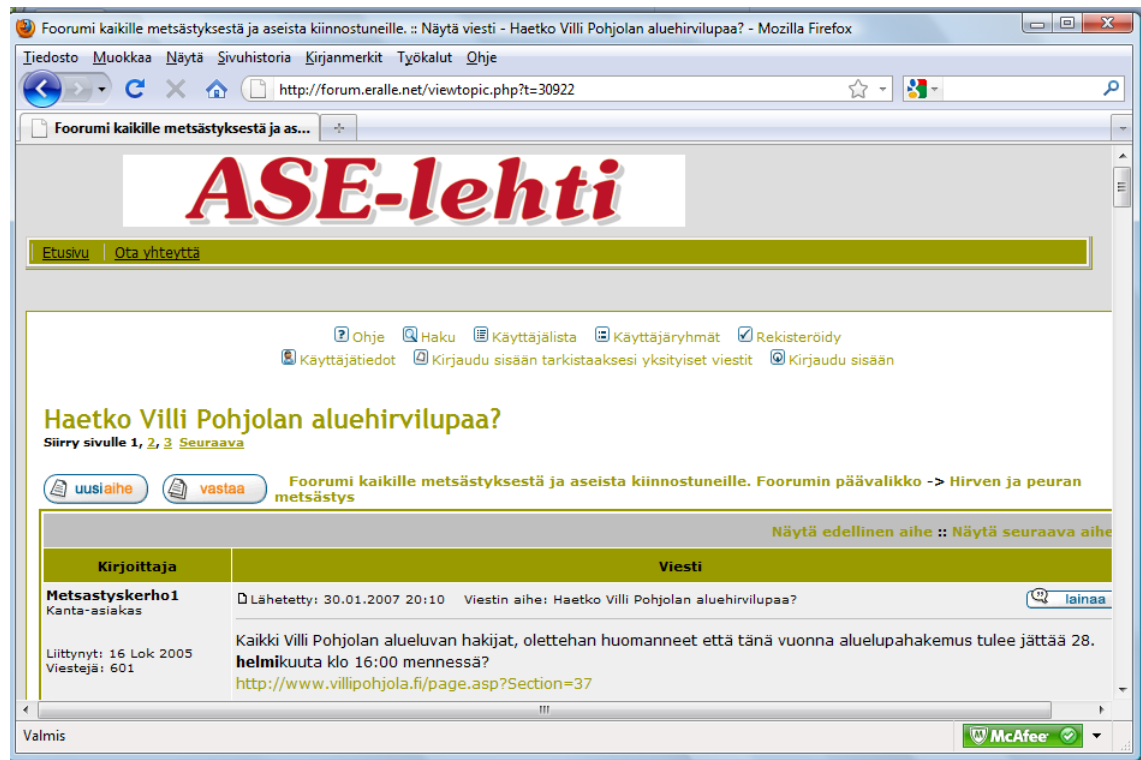 Foorumi kaikille metsästyksestä ja aseista kiinnostuneille. :: Näytä viesti - Haetko Villi Pohjolan aluehirvilupaa? - Mozilla Firefox
Tiedosto Muokkaa Näytä Sivuhistoria Kirjanmerkit Työkalut Ohje
http://forum.eralle.net/viewtopic.php?t=30922
Foorumi kaikille metsästyksestä ja as...
ASE-lehti
Etusivu Ota yhteyttä
Ohje Haku Käyttäjälista Käyttäjäryhmät Rekisteröidy
Käyttäjätiedot Kirjaudu sisään tarkistaaksesi yksityiset viestit Kirjaudu sisään
Haetko Villi Pohjolan aluehirvilupaa?
Siirry sivulle 1, 2, 3 Seuraava
uusiaihe vastaa Foorumi kaikille metsästyksestä ja aseista kiinnostuneille. Foorumin päävalikko -> Hirven ja peuran
metsästys
Näytä edellinen aihe :: Näytä seuraava aihe
Kirjoittaja Viesti
Metsastyskerho1
Kanta-asiakas
Liittynyt: 16 Lok 2005
Viestejä: 601
Lähetetty: 30.01.2007 20:10 Viestin aihe: Haetko Villi Pohjolan aluehirvilupaa? lainaa
Kaikki Villi Pohjolan alueluvan hakijat, olettehan huomanneet että tänä vuonna aluelupahakemus tulee jättää 28.
helmikuuta klo 16:00 mennessä?
http://www.villipohjola.fi/page.asp?Section=37
Valmis McAfee